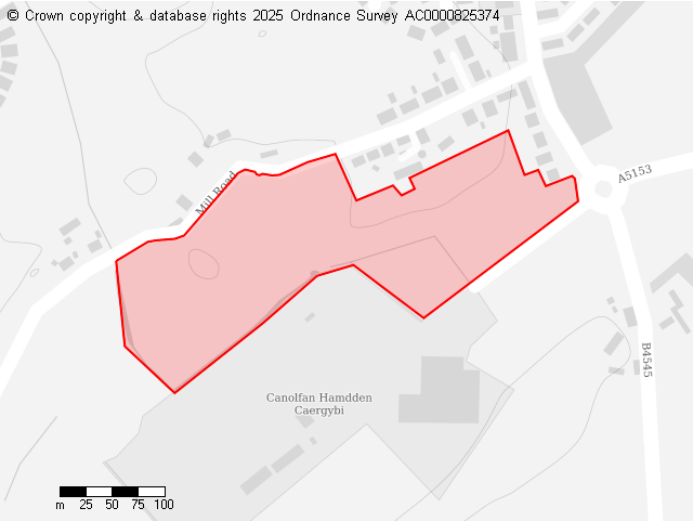 © Crown copyright & database rights 2025 Ordnance Survey AC0000825374
A5153
Mill Road
B4545
Canolfan Hamdden
Caergybi
m 25 50 75 100